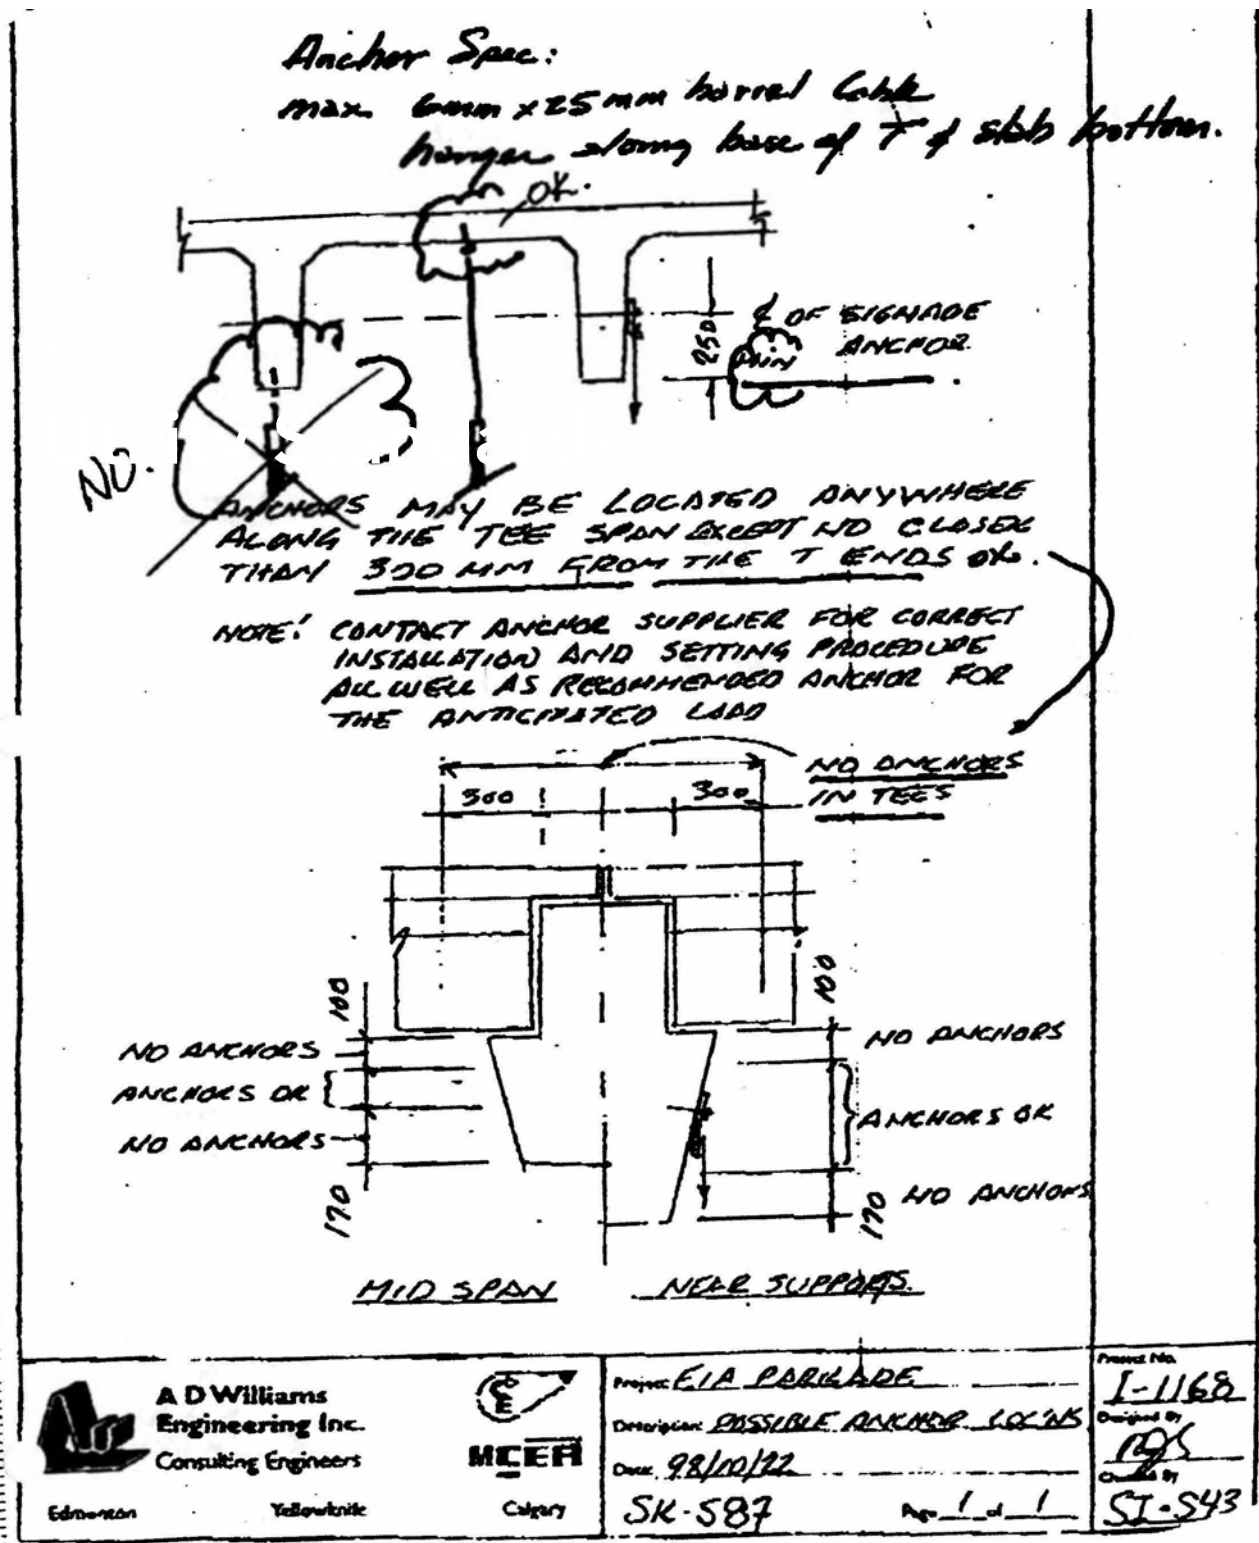 Anchor Spec:
max. 6mm x 25mm barrel Cable
hanger along base of T & slab bottom.
OK.
℄ OF SIGNAGE
ANCHOR
250
MIN
NO.
ANCHORS MAY BE LOCATED ANYWHERE
ALONG THE TEE SPAN EXCEPT NO CLOSER
THAN 300 MM FROM THE T ENDS
NOTE: CONTACT ANCHOR SUPPLIER FOR CORRECT
INSTALLATION AND SETTING PROCEDURE
AS WELL AS RECOMMENDED ANCHOR FOR
THE ANTICIPATED LOAD
NO ANCHORS
IN TEES
300
300
100
100
NO ANCHORS
ANCHORS OK
NO ANCHORS
170
NO ANCHORS
ANCHORS OK
NO ANCHORS
170
MID SPAN
NEAR SUPPORTS.
A D Williams
Engineering Inc.
Consulting Engineers
Edmonton
Yellowknife
Calgary
MCEA
Project: EIA PARKADE
Description: POSSIBLE ANCHOR LOC'NS
Date: 98/10/22
SK-587
Page 1 of 1
Project No.
I-1168
Designed By
Checked By
SI-S43